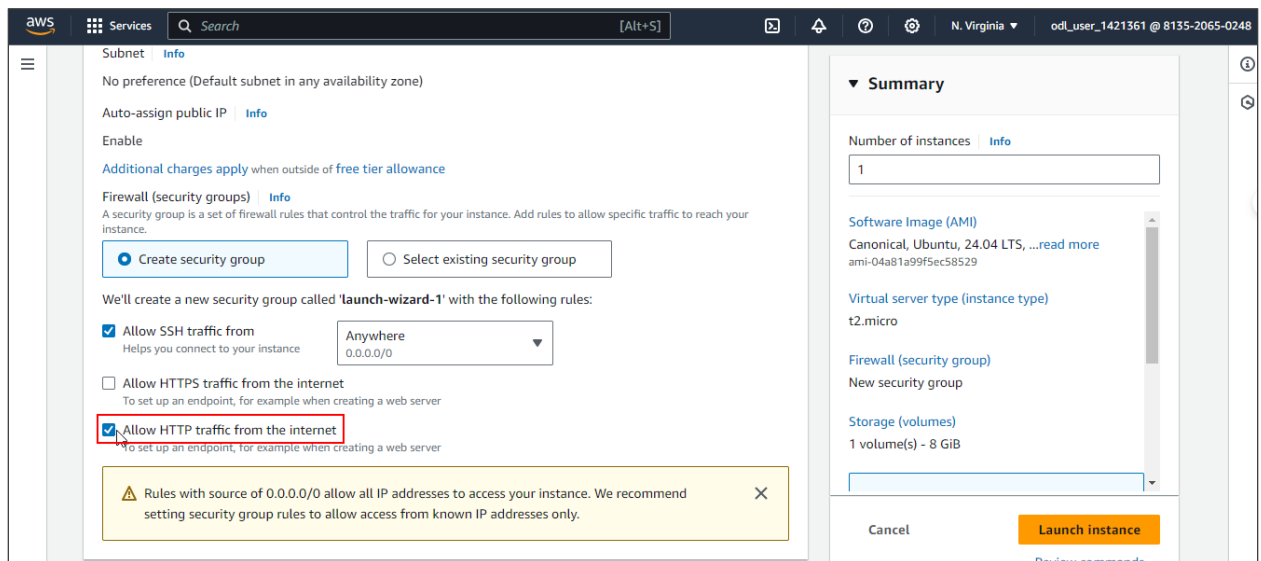 aws
Services
Search
[Alt+S]
N. Virginia
odl_user_1421361 @ 8135-2065-0248
Subnet Info
No preference (Default subnet in any availability zone)
Auto-assign public IP Info
Enable
Additional charges apply when outside of free tier allowance
Firewall (security groups) Info
A security group is a set of firewall rules that control the traffic for your instance. Add rules to allow specific traffic to reach your
instance.
Create security group
Select existing security group
We'll create a new security group called 'launch-wizard-1' with the following rules:
Allow SSH traffic from
Helps you connect to your instance
Anywhere
0.0.0.0/0
Allow HTTPS traffic from the internet
To set up an endpoint, for example when creating a web server
Allow HTTP traffic from the internet
To set up an endpoint, for example when creating a web server
Rules with source of 0.0.0.0/0 allow all IP addresses to access your instance. We recommend
setting security group rules to allow access from known IP addresses only.
Summary
Number of instances Info
1
Software Image (AMI)
Canonical, Ubuntu, 24.04 LTS, ...read more
ami-04a81a99f5ec58529
Virtual server type (instance type)
t2.micro
Firewall (security group)
New security group
Storage (volumes)
1 volume(s) - 8 GiB
Cancel
Launch instance
Review commands